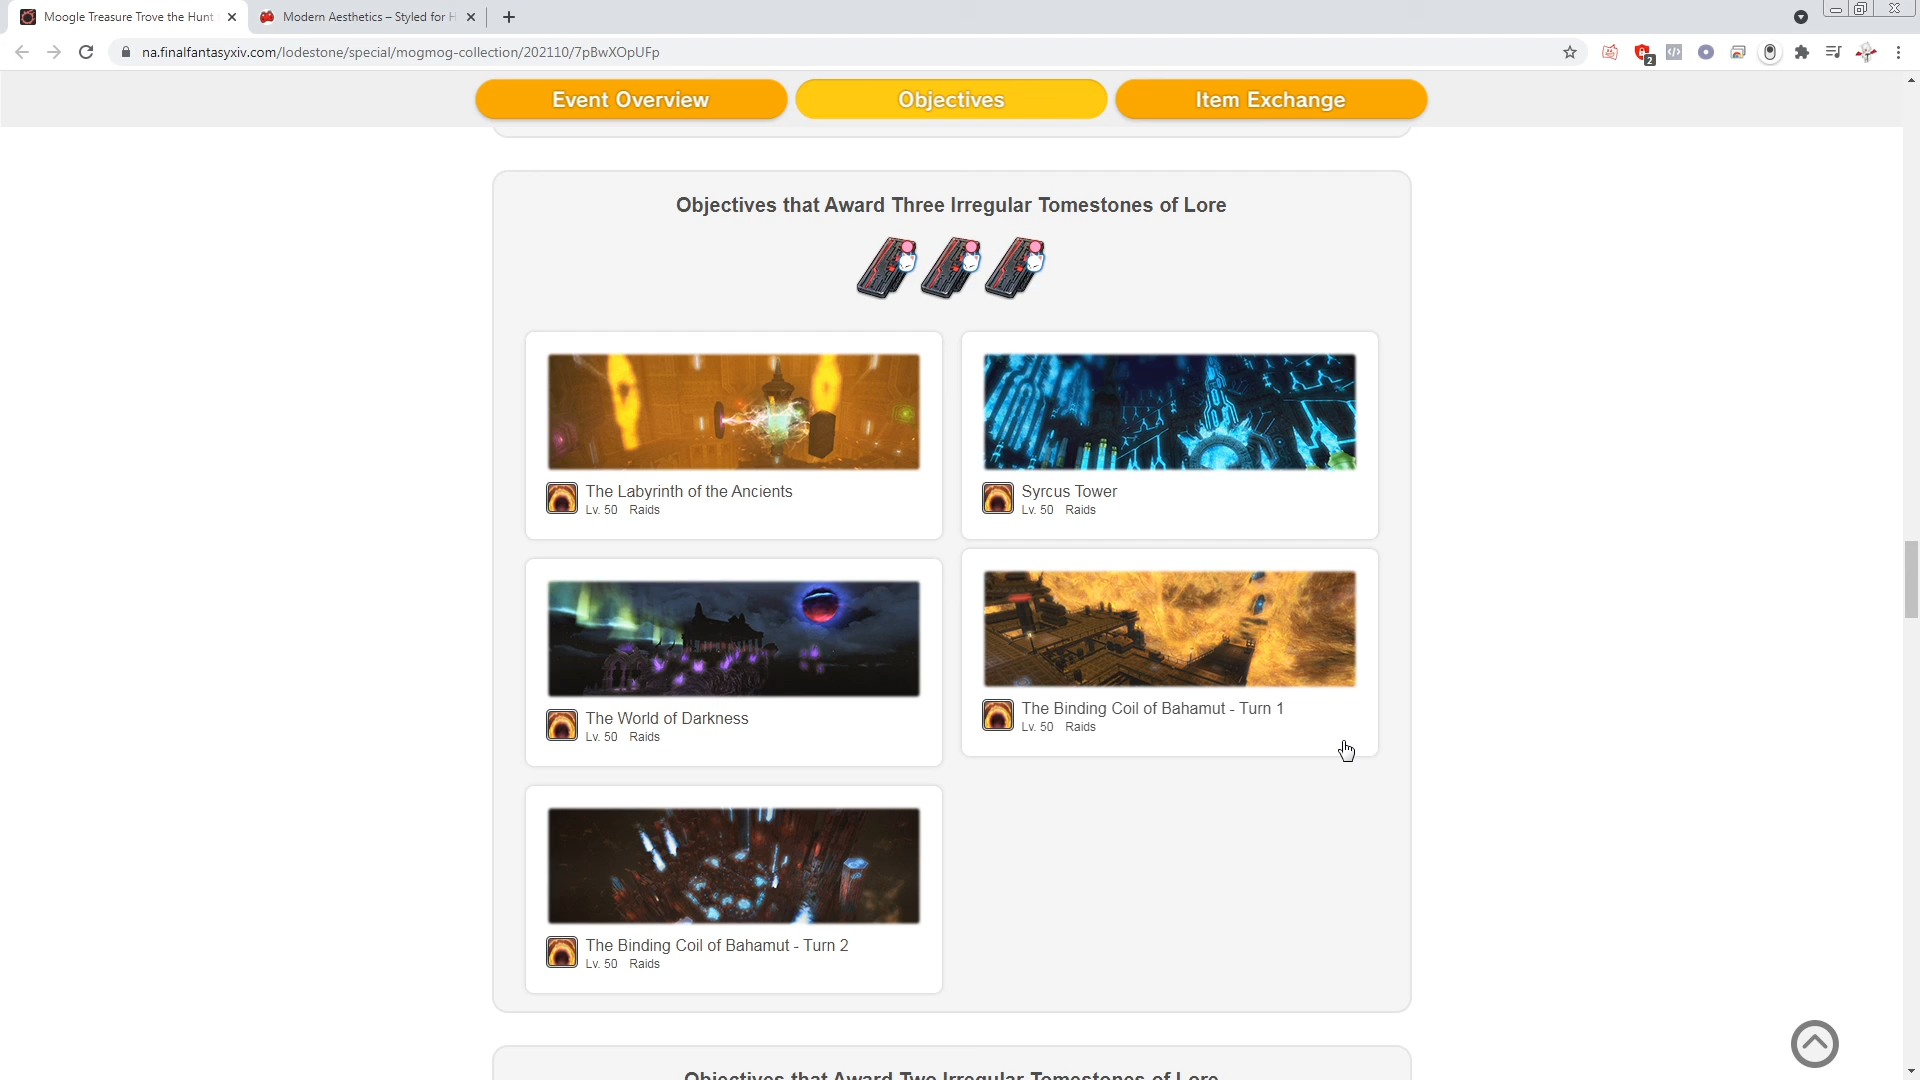 Moogle Treasure Trove the Hunt
Modern Aesthetics – Styled for H
na.finalfantasyxiv.com/lodestone/special/mogmog-collection/202110/7pBwXOpUFp
2
Event Overview
Objectives
Item Exchange
Objectives that Award Three Irregular Tomestones of Lore
The Labyrinth of the Ancients
Lv. 50 Raids
Syrcus Tower
Lv. 50 Raids
The World of Darkness
Lv. 50 Raids
The Binding Coil of Bahamut - Turn 1
Lv. 50 Raids
The Binding Coil of Bahamut - Turn 2
Lv. 50 Raids
Objectives that Award Two Irregular Tomestones of Lore